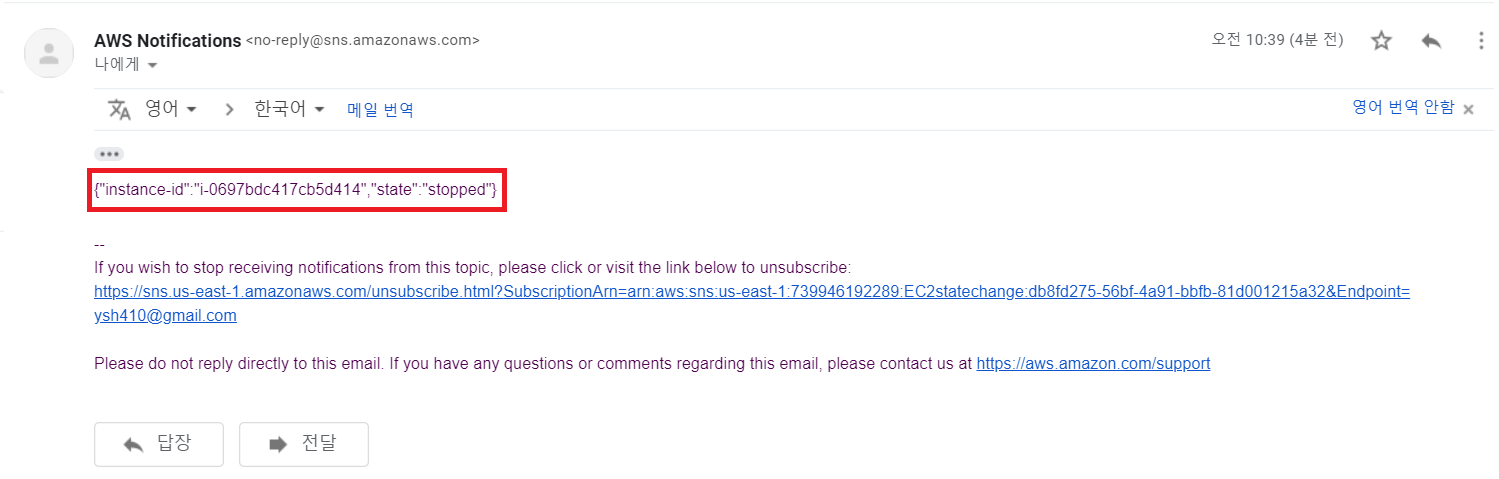 AWS Notifications <no-reply@sns.amazonaws.com>
오전 10:39 (4분 전)
나에게
영어 > 한국어 메일 번역
영어 번역 안함 ×
•••
{"instance-id":"i-0697bdc417cb5d414","state":"stopped"}
--
If you wish to stop receiving notifications from this topic, please click or visit the link below to unsubscribe:
https://sns.us-east-1.amazonaws.com/unsubscribe.html?SubscriptionArn=arn:aws:sns:us-east-1:739946192289:EC2statechange:db8fd275-56bf-4a91-bbfb-81d001215a32&Endpoint=
ysh410@gmail.com
Please do not reply directly to this email. If you have any questions or comments regarding this email, please contact us at https://aws.amazon.com/support
답장
전달